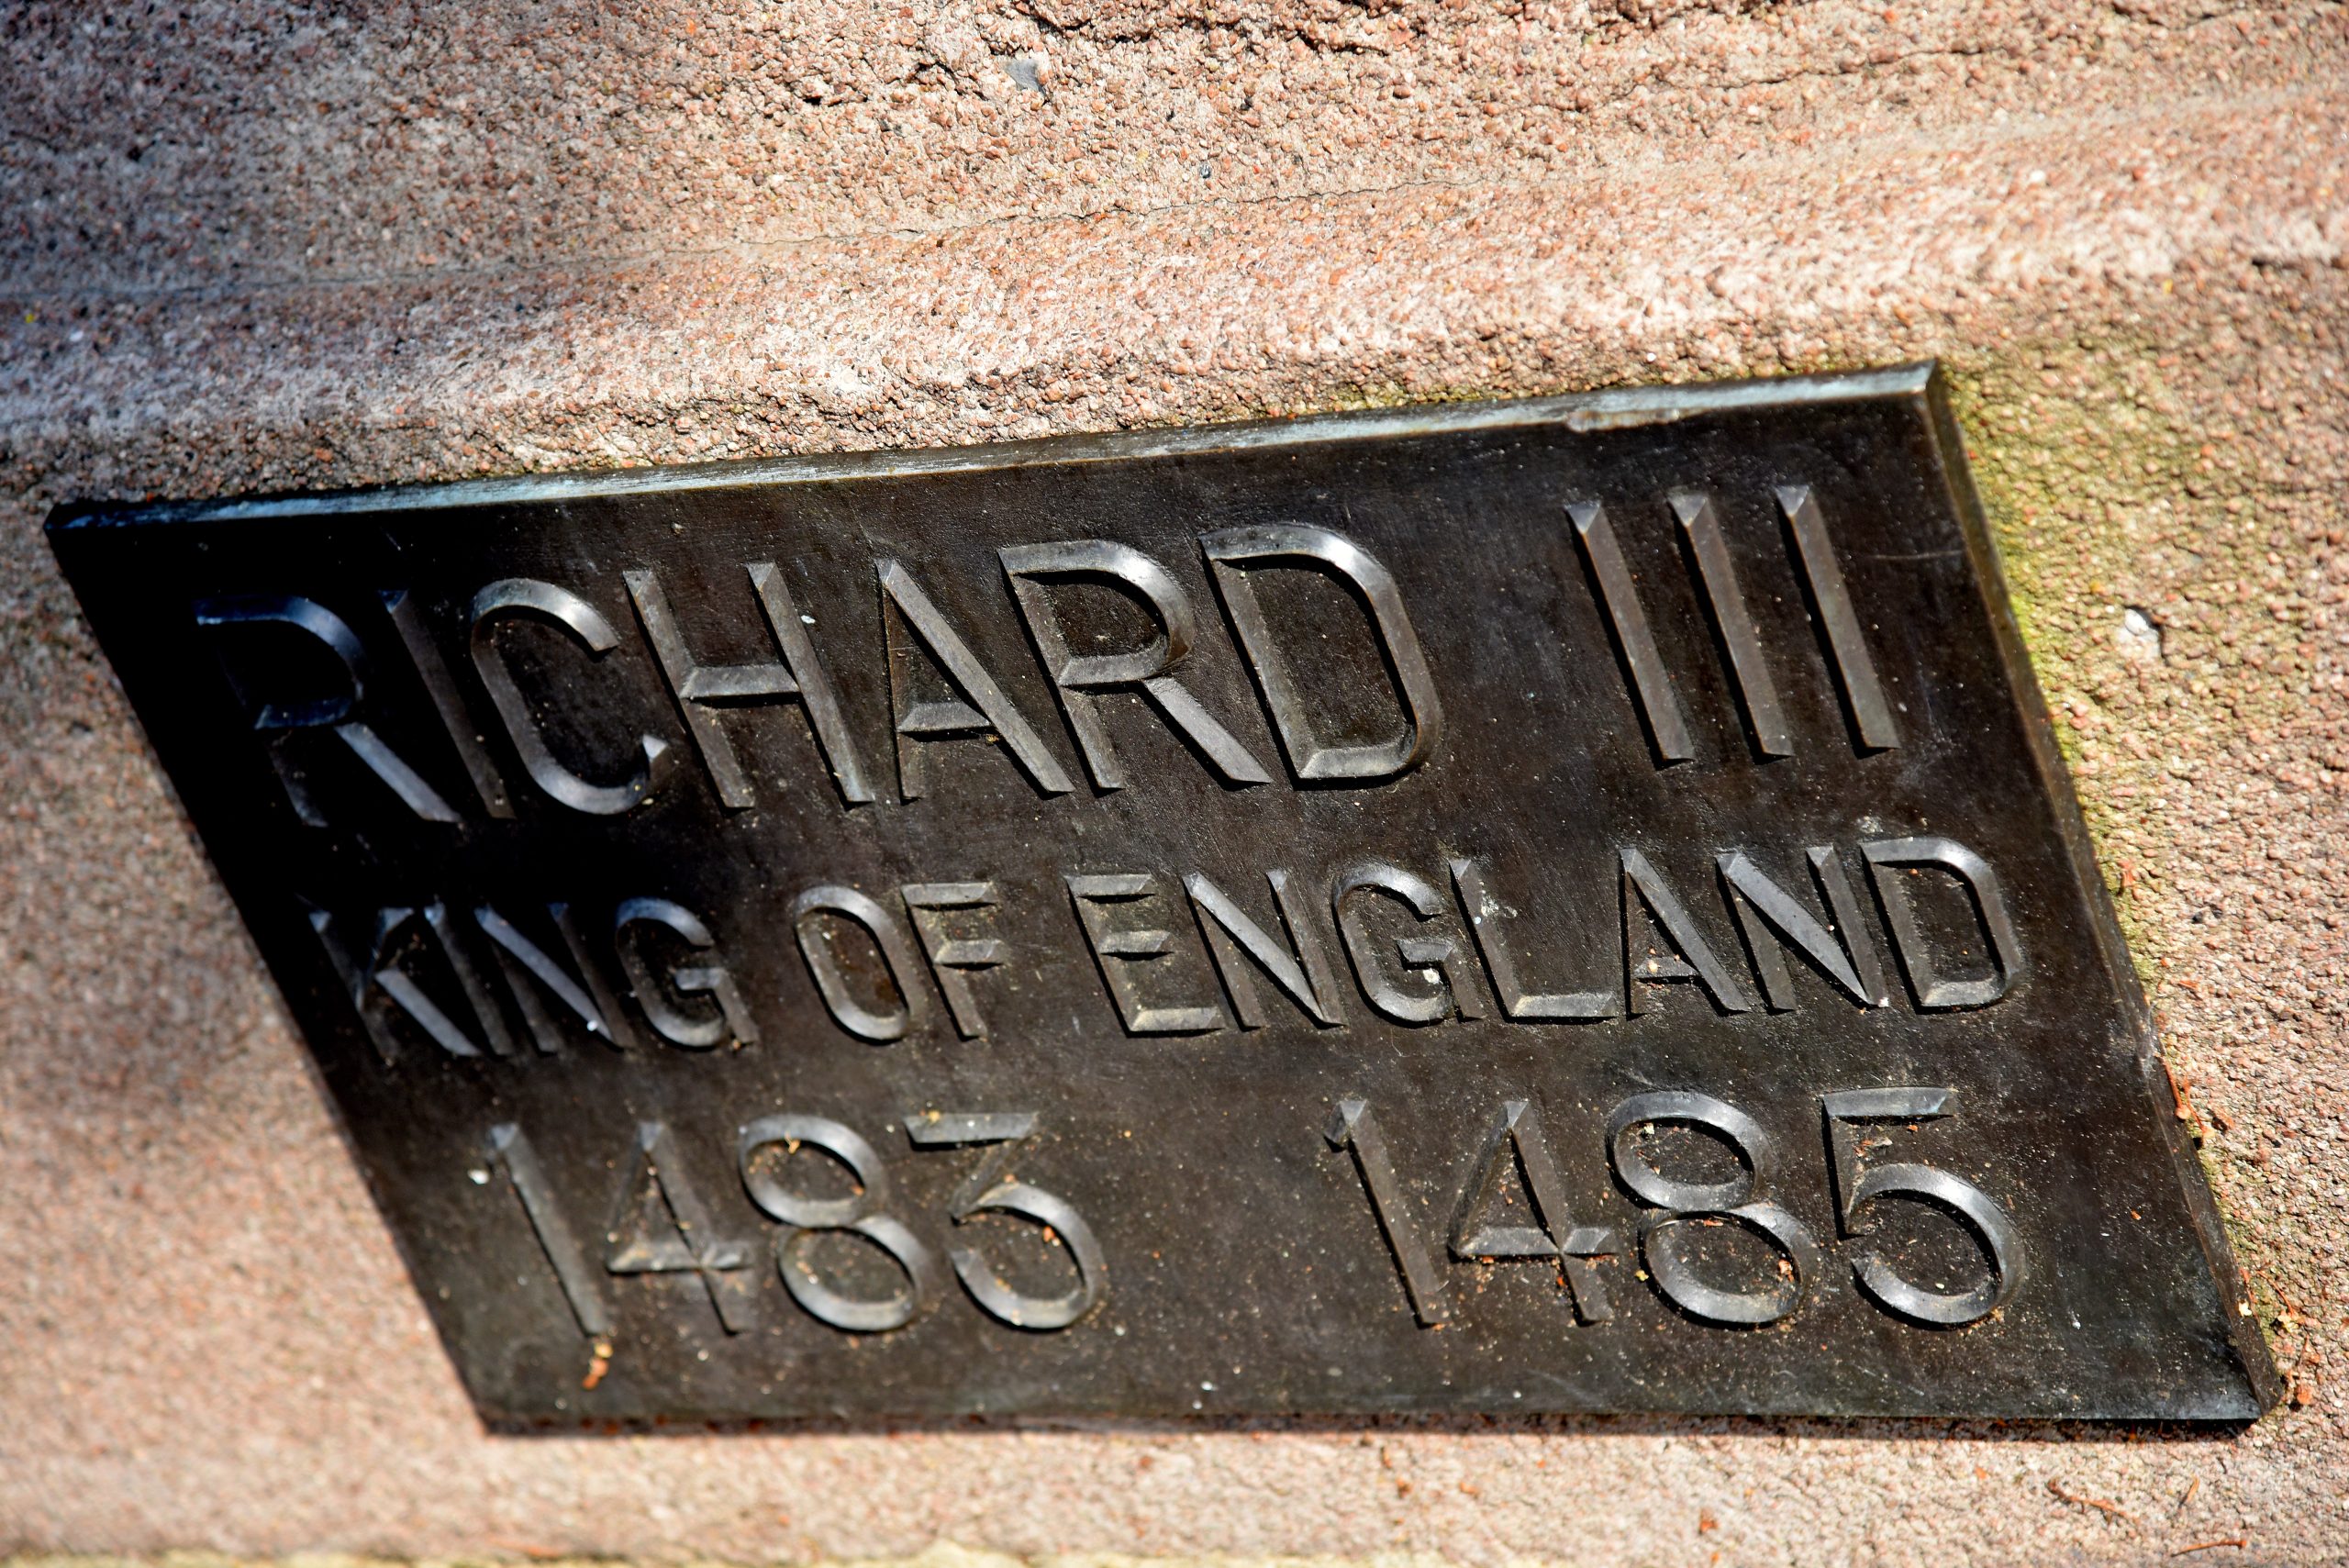 RICHARD III
KING OF ENGLAND
1483 1485